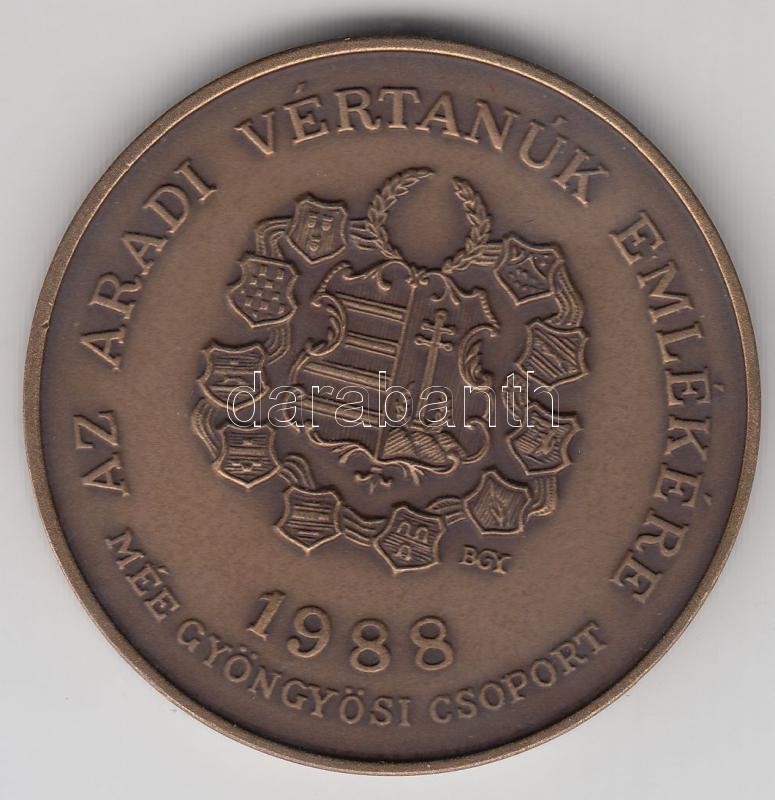 AZ ARADI VÉRTANÚK EMLÉKÉRE
darabanth
BGY
1988
MÉE GYÖNGYÖSI CSOPORT